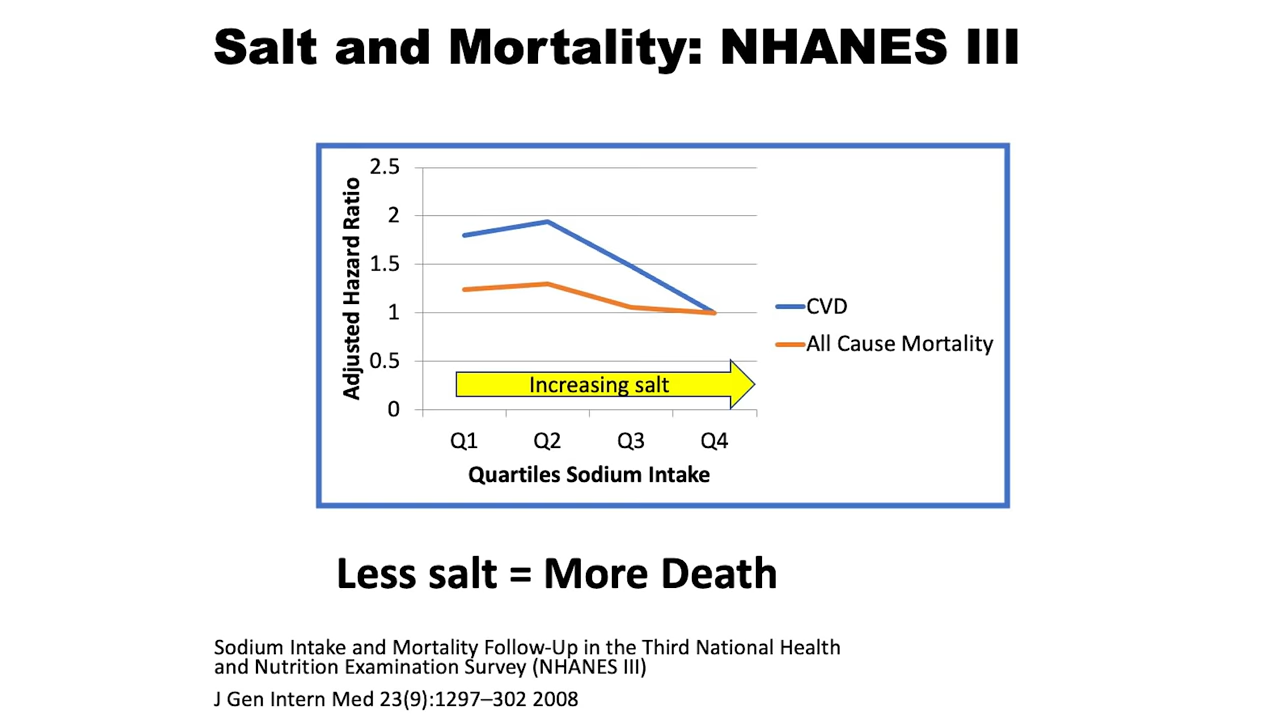 Salt and Mortality: NHANES III
Adjusted Hazard Ratio
2.5
2
1.5
1
0.5
0
Increasing salt
Q1 Q2 Q3 Q4
Quartiles Sodium Intake
CVD
All Cause Mortality
Less salt = More Death
Sodium Intake and Mortality Follow-Up in the Third National Health
and Nutrition Examination Survey (NHANES III)
J Gen Intern Med 23(9):1297–302 2008